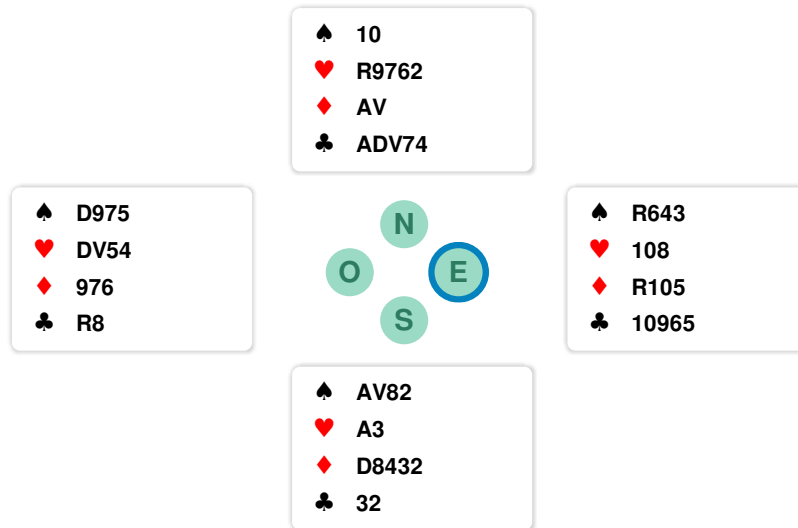 ♠ 10
♥ R9762
♦ AV
♣ ADV74
♠ D975
♥ DV54
♦ 976
♣ R8
N
O E
S
♠ R643
♥ 108
♦ R105
♣ 10965
♠ AV82
♥ A3
♦ D8432
♣ 32